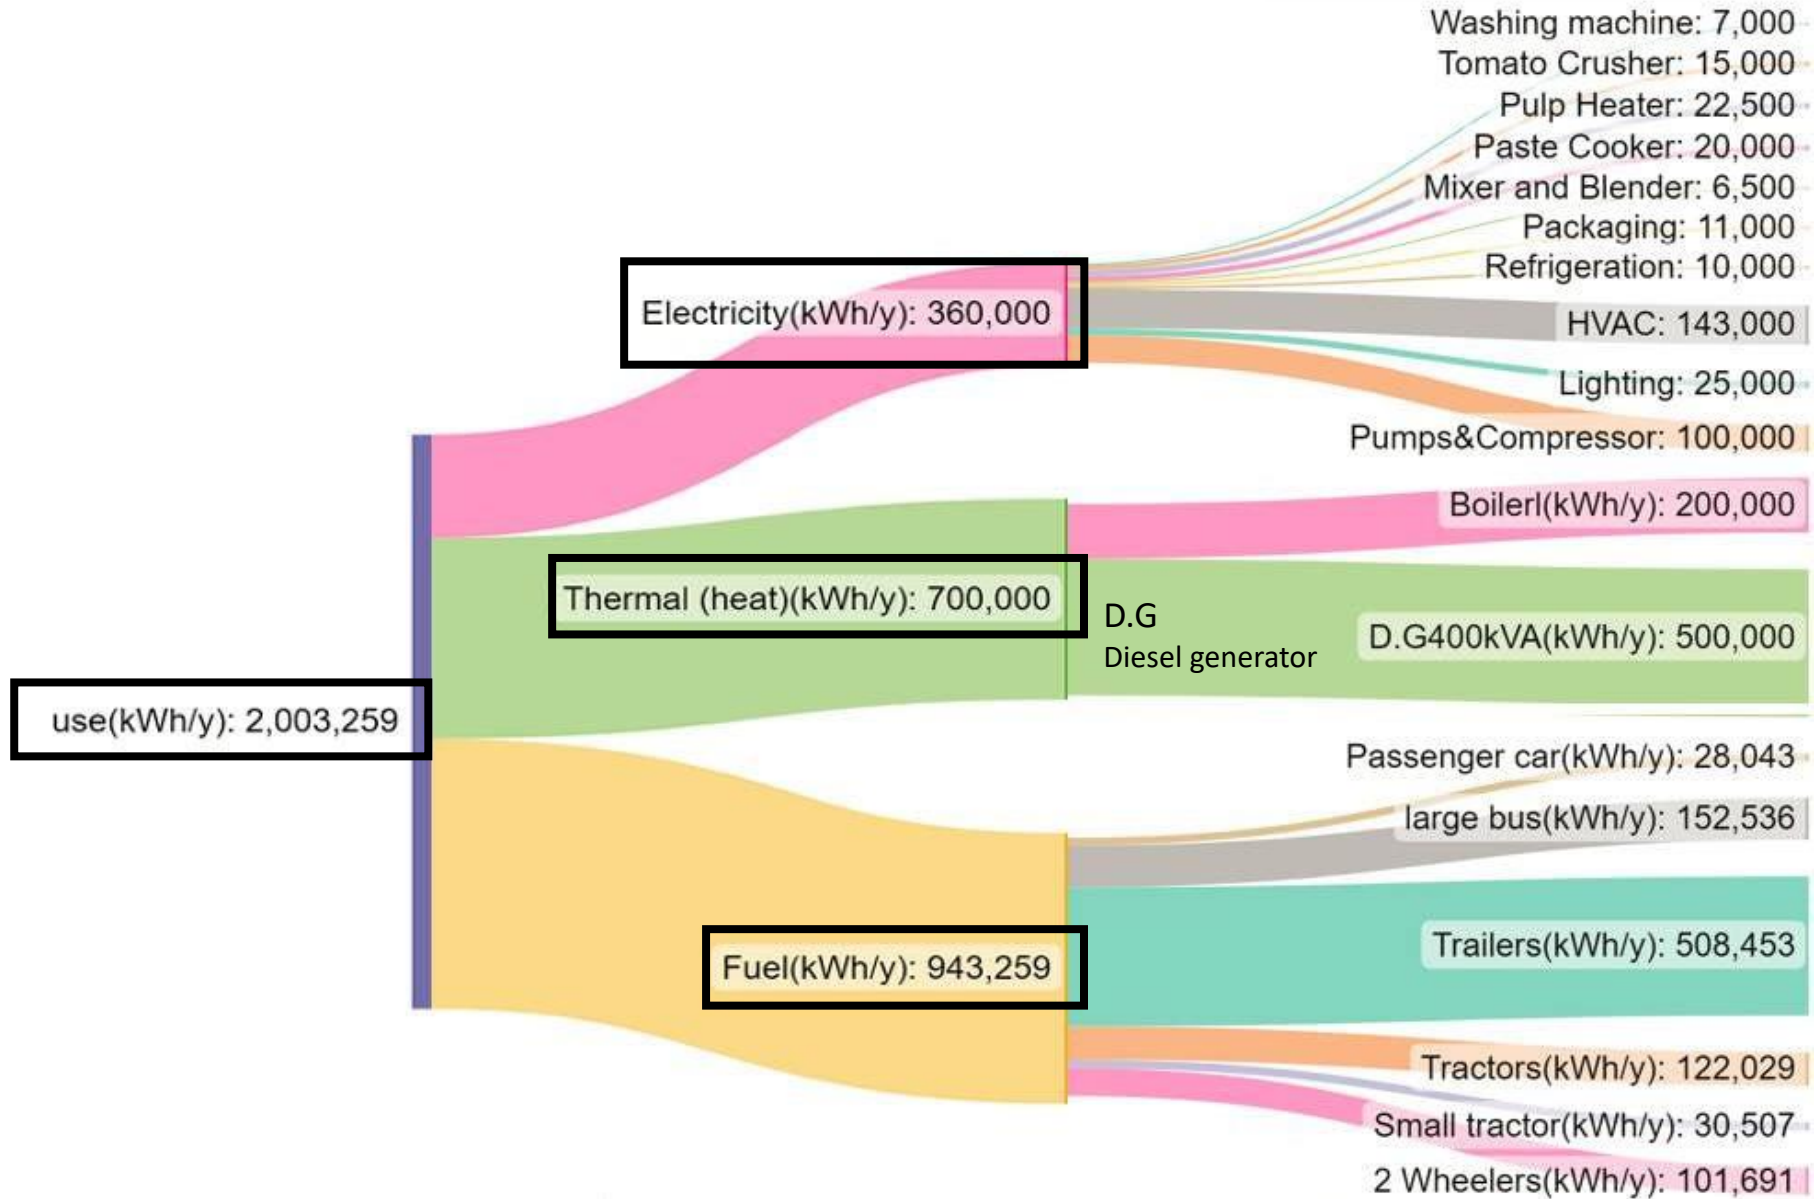 Washing machine: 7,000
Tomato Crusher: 15,000
Pulp Heater: 22,500
Paste Cooker: 20,000
Mixer and Blender: 6,500
Packaging: 11,000
Refrigeration: 10,000
Electricity(kWh/y): 360,000
HVAC: 143,000
Lighting: 25,000
Pumps&Compressor: 100,000
Boilerl(kWh/y): 200,000
Thermal (heat)(kWh/y): 700,000
D.G
Diesel generator
D.G400kVA(kWh/y): 500,000
use(kWh/y): 2,003,259
Passenger car(kWh/y): 28,043
large bus(kWh/y): 152,536
Trailers(kWh/y): 508,453
Fuel(kWh/y): 943,259
Tractors(kWh/y): 122,029
Small tractor(kWh/y): 30,507
2 Wheelers(kWh/y): 101,691